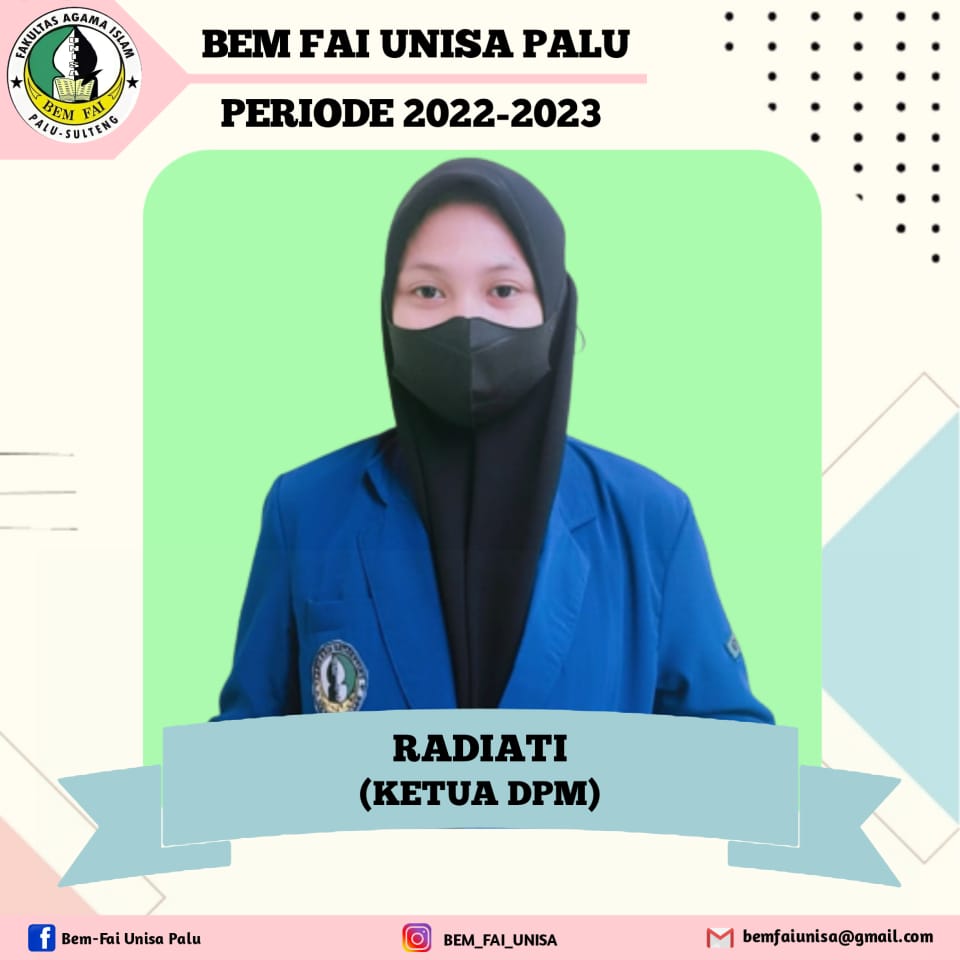 FAKULTAS AGAMA ISLAM
BEM FAI
PALU-SULTENG
BEM FAI UNISA PALU
PERIODE 2022-2023
RADIATI
(KETUA DPM)
Bem-Fai Unisa Palu
BEM_FAI_UNISA
bemfaiunisa@gmail.com